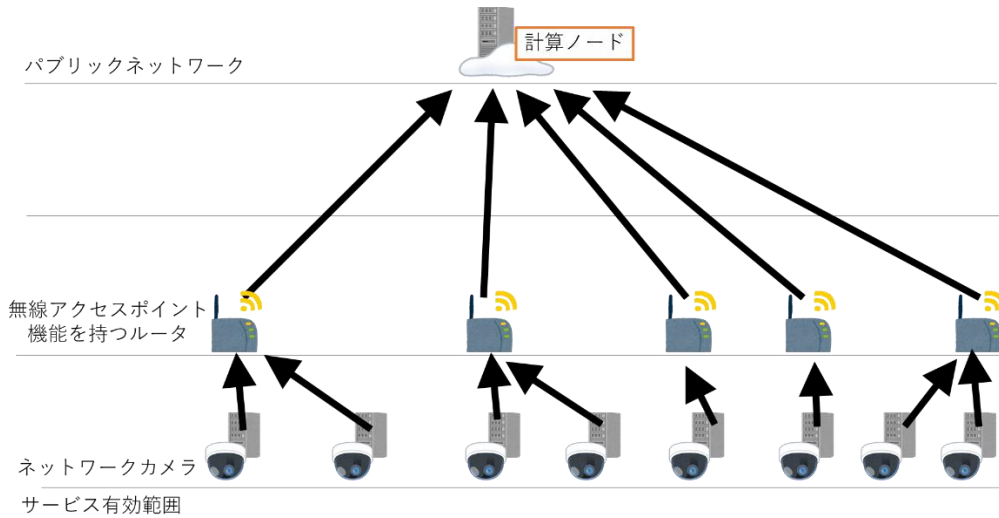 計算ノード
パブリックネットワーク
無線アクセスポイント
機能を持つルータ
ネットワークカメラ
サービス有効範囲